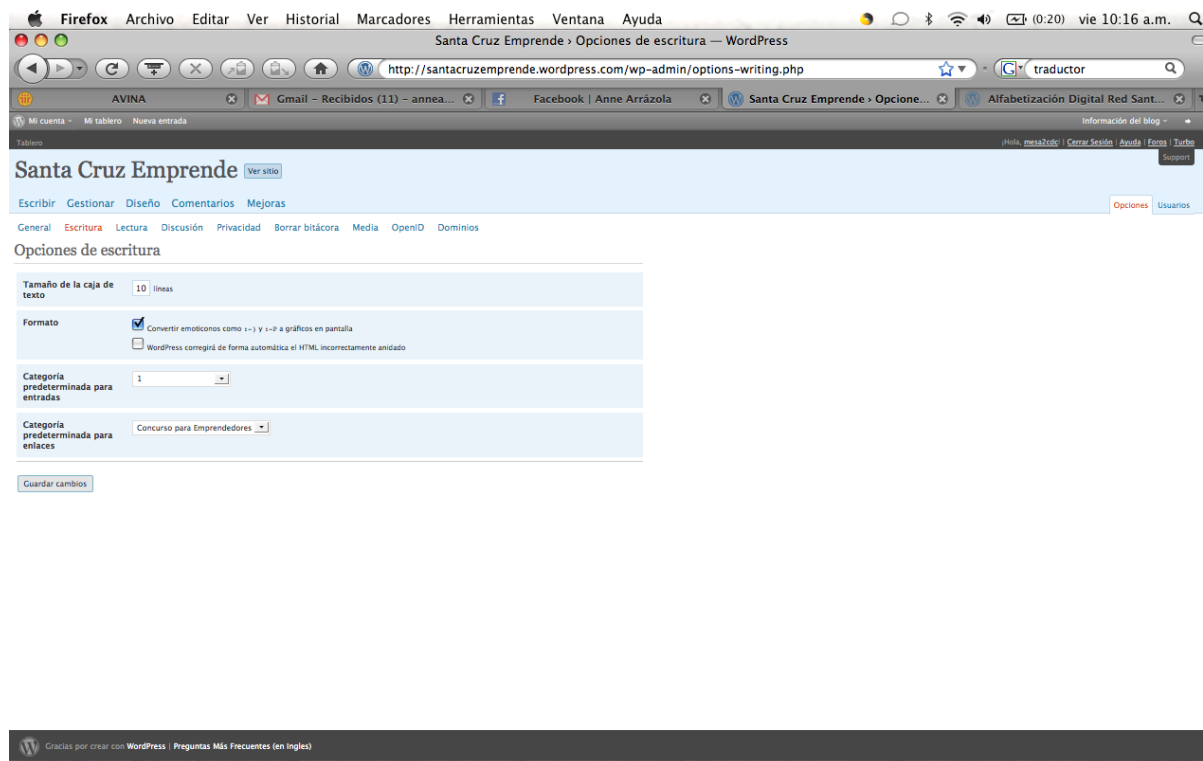 Firefox Archivo Editar Ver Historial Marcadores Herramientas Ventana Ayuda (0:20) vie 10:16 a.m.
Santa Cruz Emprende › Opciones de escritura — WordPress
http://santacruzemprende.wordpress.com/wp-admin/options-writing.php traductor
AVINA Gmail – Recibidos (11) – annea... Facebook | Anne Arrázola Santa Cruz Emprende › Opcione... Alfabetización Digital Red Sant...
Mi cuenta Mi tablero Nueva entrada Información del blog
Tablero ¡Hola, mesa2cdc! | Cerrar Sesión | Ayuda | Foros | Turbo
Support
Santa Cruz Emprende Ver sitio
Escribir Gestionar Diseño Comentarios Mejoras Opciones Usuarios
General Escritura Lectura Discusión Privacidad Borrar bitácora Media OpenID Dominios
Opciones de escritura
Tamaño de la caja de
texto
10 líneas
Formato
Convertir emoticonos como :-) y :-P a gráficos en pantalla
WordPress corregirá de forma automática el HTML incorrectamente anidado
Categoría
predeterminada para
entradas
1
Categoría
predeterminada para
enlaces
Concurso para Emprendedores
Guardar cambios
Gracias por crear con WordPress | Preguntas Más Frecuentes (en Ingles)